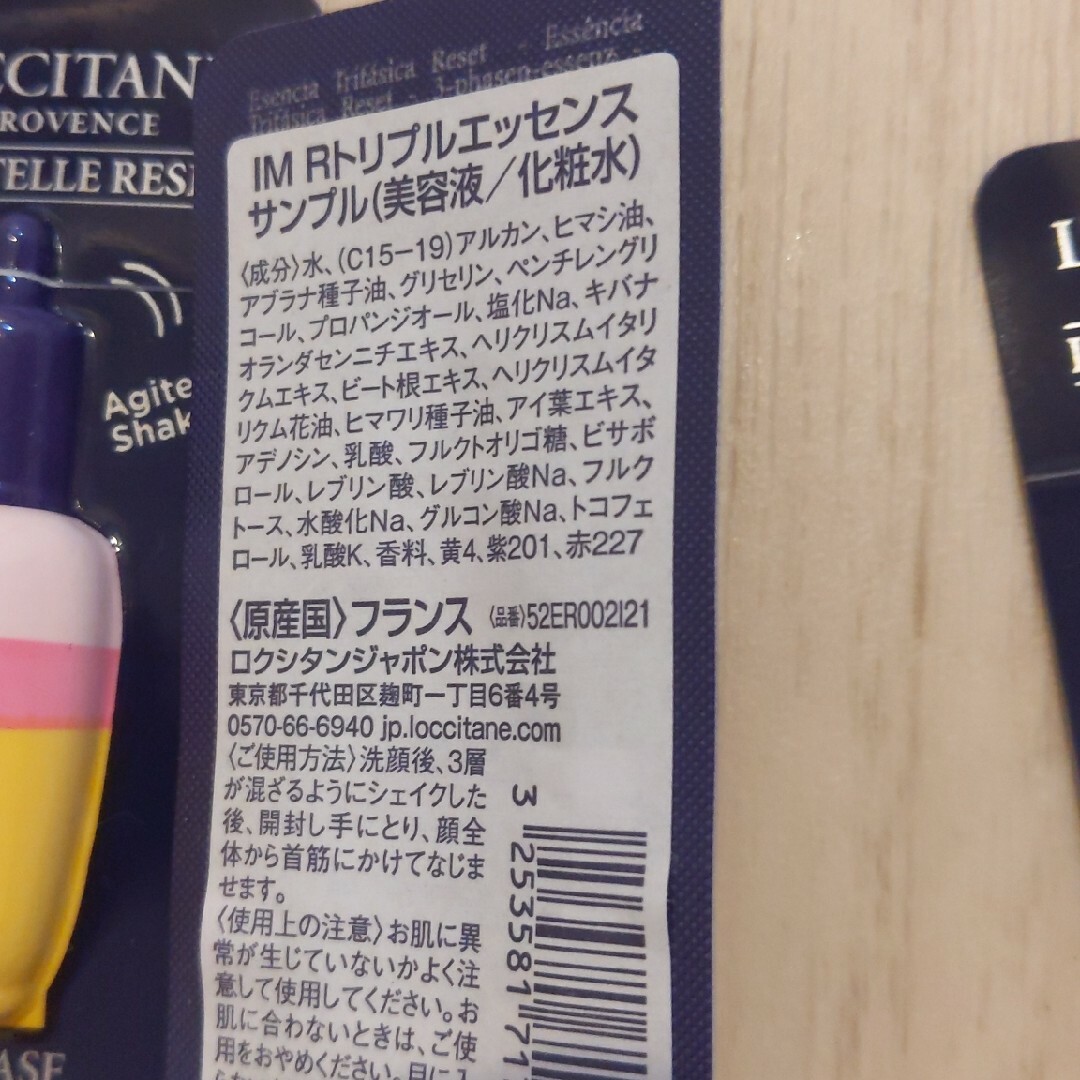 CCITAN
ROVENCE
TELLE RES
Agite
Shak
ASE
Esencia Trifásica Reset - Essência
Trifásica Reset - 3-phasen-essenz -
IM Rトリプルエッセンス
サンプル(美容液/化粧水)
〈成分〉水、(C15-19)アルカン、ヒマシ油、
アブラナ種子油、グリセリン、ペンチレングリ
コール、プロパンジオール、塩化Na、キバナ
オランダセンニチエキス、ヘリクリスムイタリ
クムエキス、ビート根エキス、ヘリクリスムイタ
リクム花油、ヒマワリ種子油、アイ葉エキス、
アデノシン、乳酸、フルクトオリゴ糖、ビサボ
ロール、レブリン酸、レブリン酸Na、フルク
トース、水酸化Na、グルコン酸Na、トコフェ
ロール、乳酸K、香料、黄4、紫201、赤227
〈原産国〉フランス 〈品番〉52ER002I21
ロクシタンジャポン株式会社
東京都千代田区麹町一丁目6番4号
0570-66-6940 jp.loccitane.com
〈ご使用方法〉洗顔後、3層
が混ざるようにシェイクした
後、開封し手にとり、顔全
体から首筋にかけてなじま
せます。
〈使用上の注意〉お肌に異
常が生じていないかよく注
意して使用してください。お
肌に合わないときは、ご使
用をおやめください。目に入
3 253581 71
L